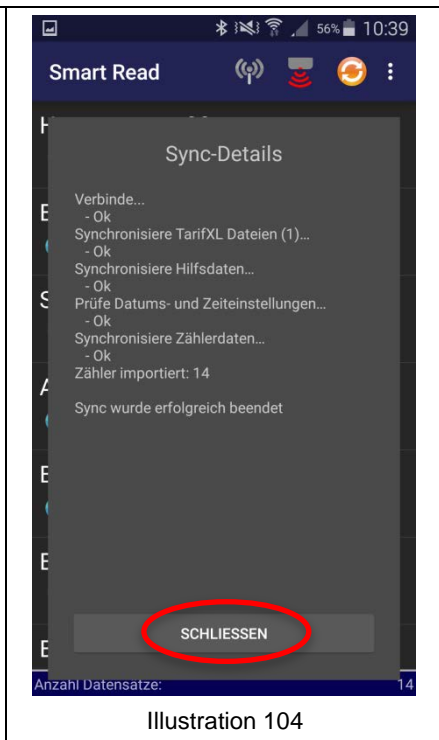 56% 10:39
Smart Read
H
Sync-Details
Verbinde...
- Ok
Synchronisiere TarifXL Dateien (1)...
- Ok
Synchronisiere Hilfsdaten...
- Ok
Prüfe Datums- und Zeiteinstellungen...
- Ok
Synchronisiere Zählerdaten...
- Ok
Zähler importiert: 14
Sync wurde erfolgreich beendet
E
S
A
E
E
SCHLIESSEN
E
Anzahl Datensätze: 14
Illustration 104